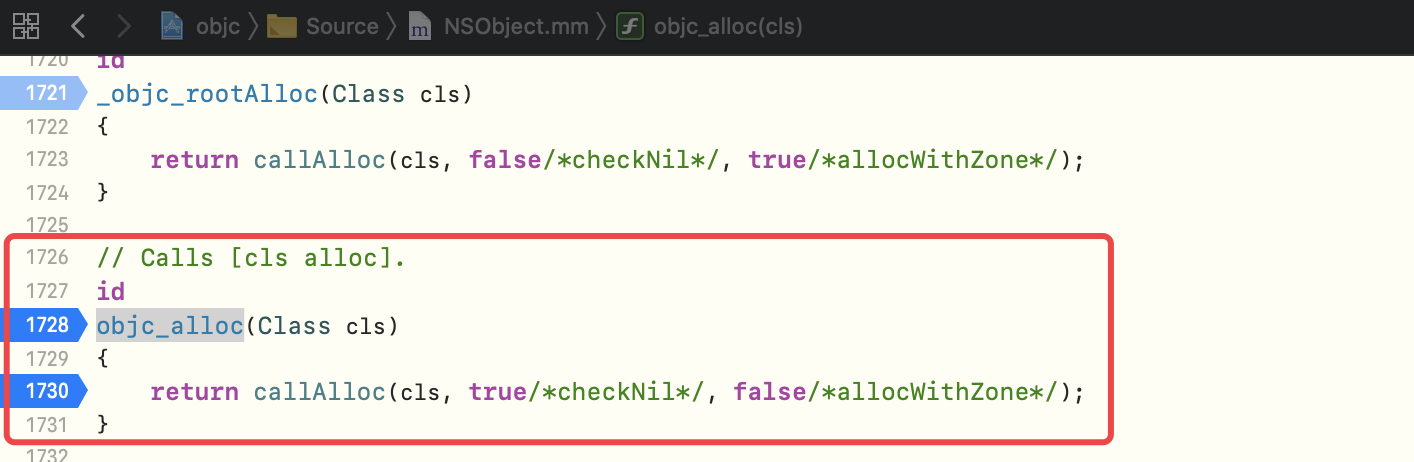 objc Source NSObject.mm objc_alloc(cls)
1720 id
1721 _objc_rootAlloc(Class cls)
1722 {
1723 return callAlloc(cls, false/*checkNil*/, true/*allocWithZone*/);
1724 }
1725
1726 // Calls [cls alloc].
1727 id
1728 objc_alloc(Class cls)
1729 {
1730 return callAlloc(cls, true/*checkNil*/, false/*allocWithZone*/);
1731 }
1732